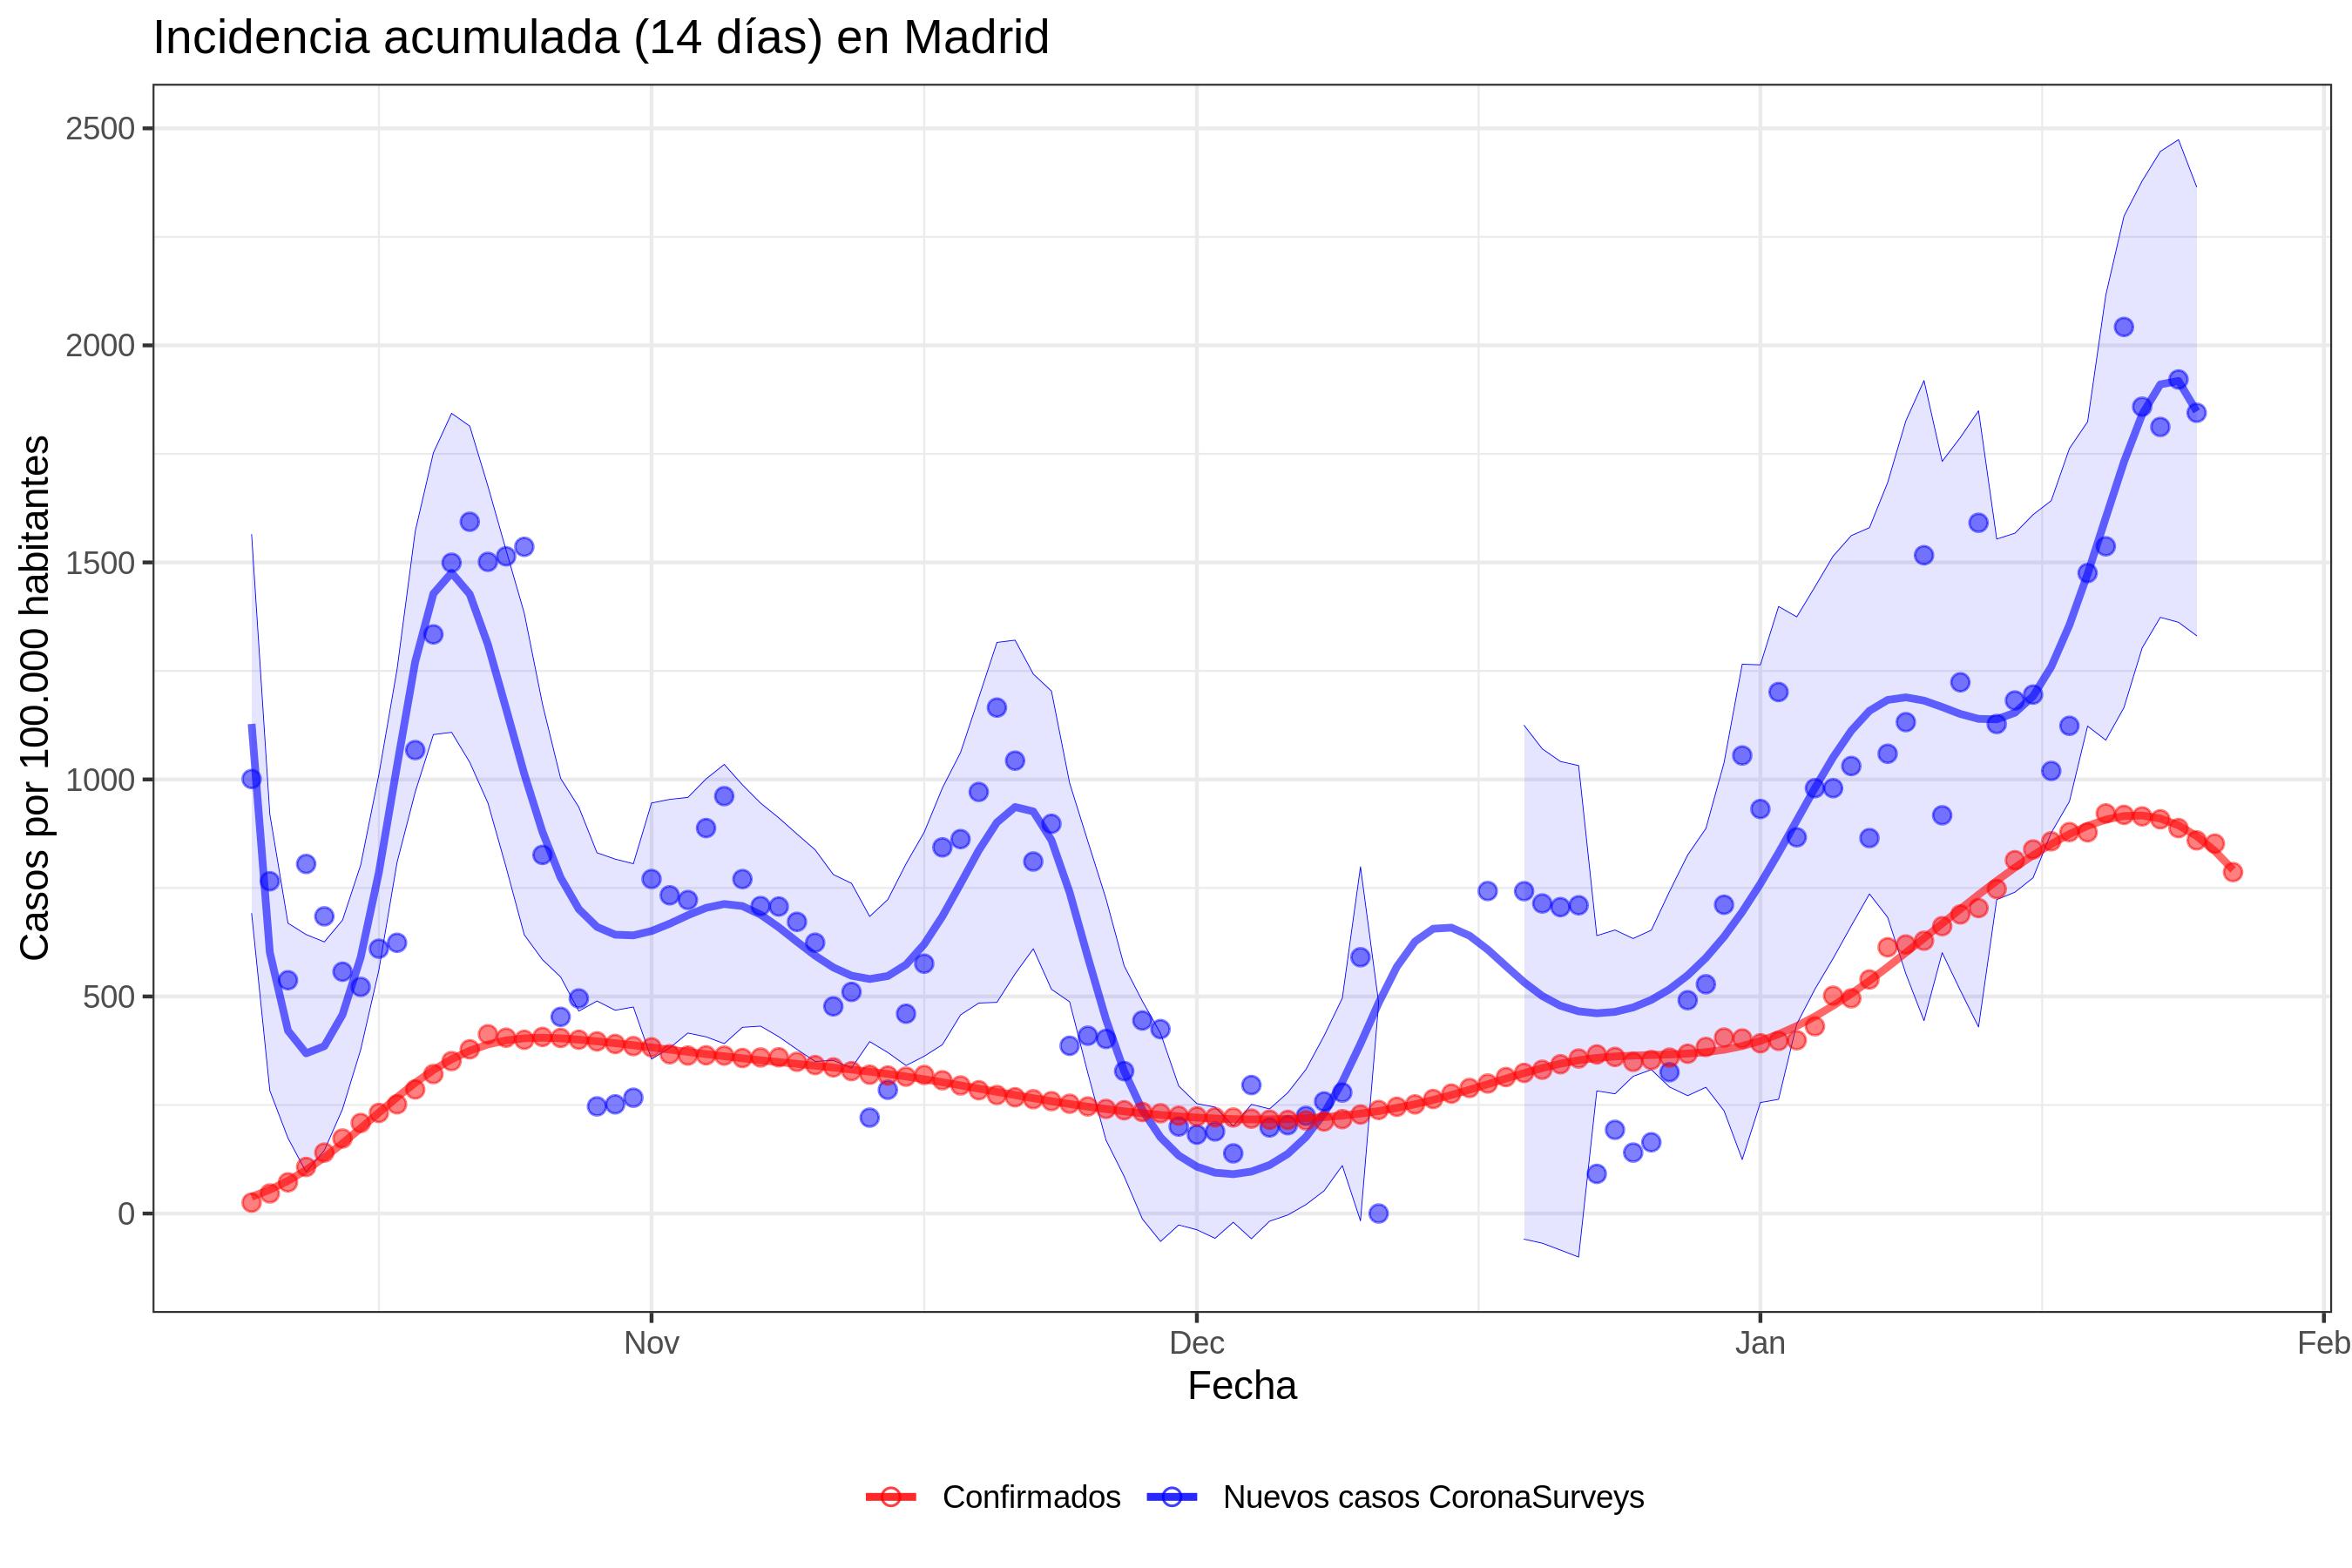 Incidencia acumulada (14 días) en Madrid
Casos por 100.000 habitantes
2500
2000
1500
1000
500
0
Nov Dec Jan Feb
Fecha
Confirmados Nuevos casos CoronaSurveys